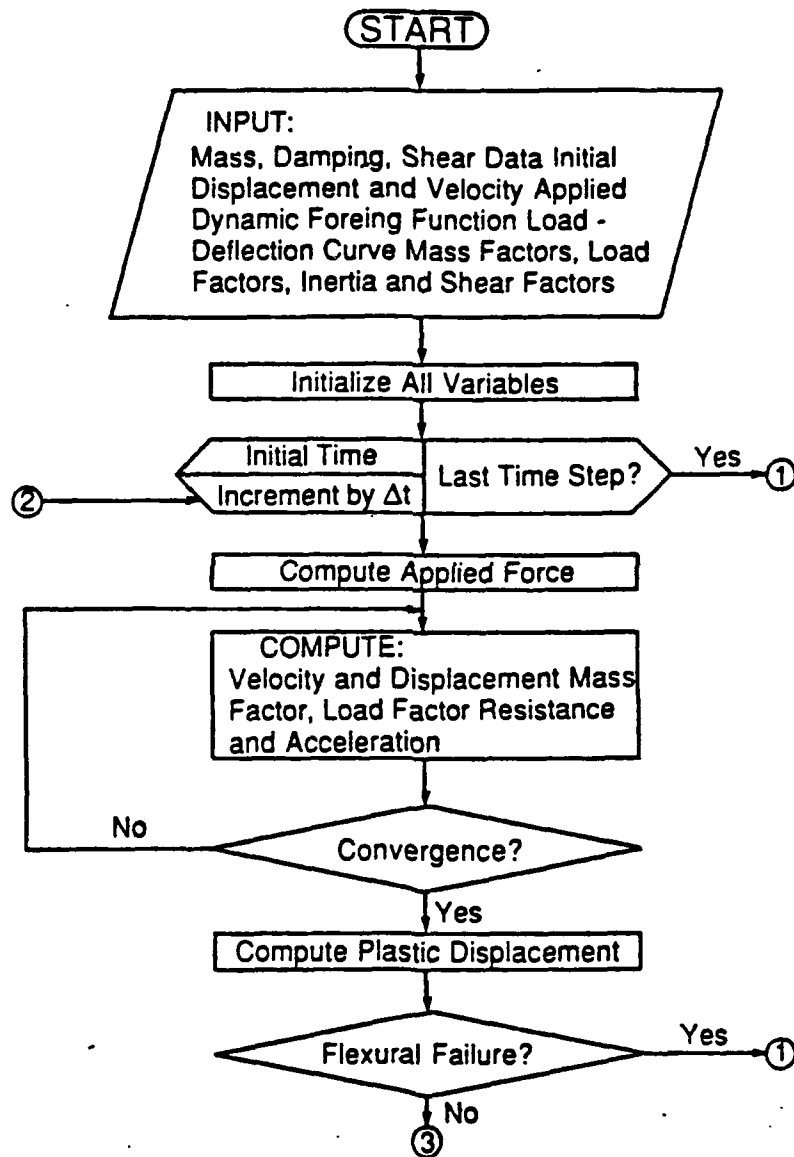 START
INPUT:
Mass, Damping, Shear Data Initial
Displacement and Velocity Applied
Dynamic Foreing Function Load -
Deflection Curve Mass Factors, Load
Factors, Inertia and Shear Factors
Initialize All Variables
Initial Time
Last Time Step?
Yes
1
2
Increment by Δt
Compute Applied Force
COMPUTE:
Velocity and Displacement Mass
Factor, Load Factor Resistance
and Acceleration
No
Convergence?
Yes
Compute Plastic Displacement
Flexural Failure?
Yes
1
No
3